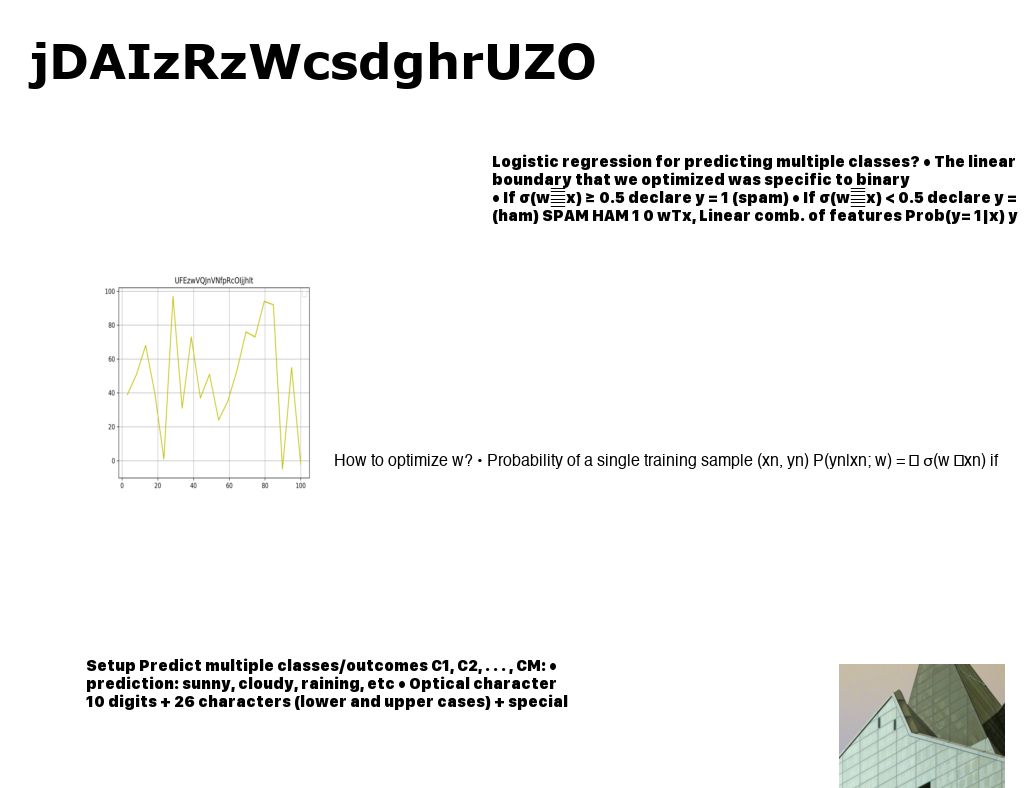 jDAIzRzWcsdghrUZO
Logistic regression for predicting multiple classes? • The linear
boundary that we optimized was specific to binary
• If σ(w x) ≥ 0.5 declare y = 1 (spam) • If σ(w x) < 0.5 declare y =
(ham) SPAM HAM 1 0 wTx, Linear comb. of features Prob(y= 1|x) y
UFEzwVQJnVNfpRcOIjjhlt
100
80
60
40
20
0
0 20 40 60 80 100
How to optimize w? • Probability of a single training sample (xn, yn) P(yn|xn; w) = σ(w xn) if
Setup Predict multiple classes/outcomes C1, C2, . . . , CM: •
prediction: sunny, cloudy, raining, etc • Optical character
10 digits + 26 characters (lower and upper cases) + special